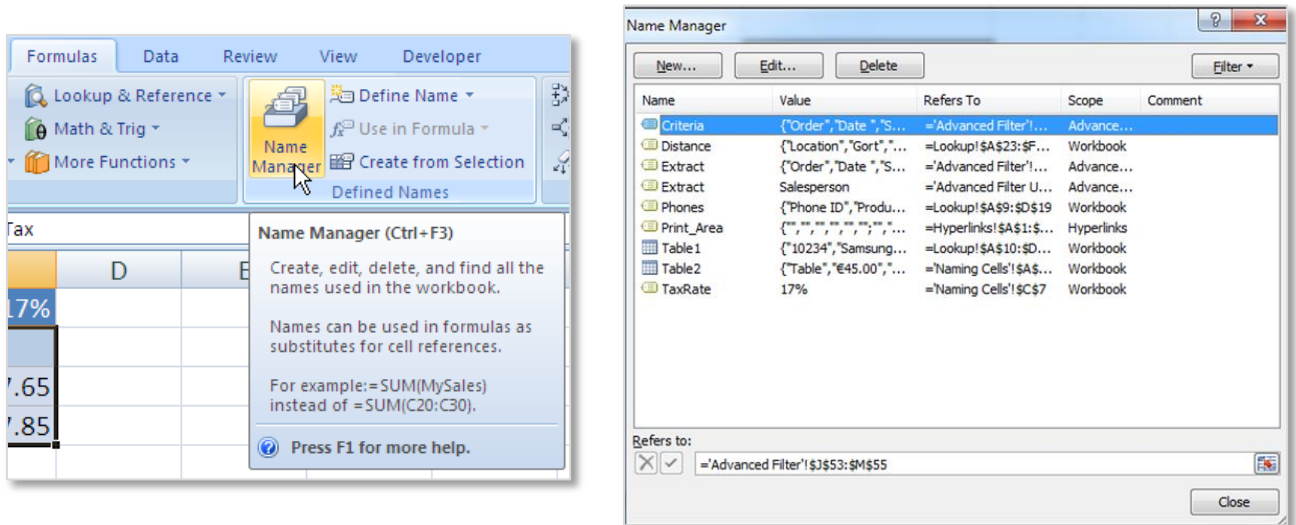 Formulas Data Review View Developer
Lookup & Reference
Define Name
Math & Trig
Use in Formula
More Functions
Name Manager
Create from Selection
Defined Names
Tax
D E
17%
7.65
7.85
Name Manager (Ctrl+F3)
Create, edit, delete, and find all the
names used in the workbook.
Names can be used in formulas as
substitutes for cell references.
For example:=SUM(MySales)
instead of =SUM(C20:C30).
Press F1 for more help.
Name Manager
New... Edit... Delete Filter
Name Value Refers To Scope Comment
Criteria {"Order","Date ","S... ='Advanced Filter'!... Advance...
Distance {"Location","Gort","... =Lookup!$A$23:$F... Workbook
Extract {"Order","Date ","S... ='Advanced Filter'!... Advance...
Extract Salesperson ='Advanced Filter U... Advance...
Phones {"Phone ID","Produ... =Lookup!$A$9:$D$19 Workbook
Print_Area {"","","","","","";"","... =Hyperlinks!$A$1:$... Hyperlinks
Table1 {"10234","Samsung... =Lookup!$A$10:$D... Workbook
Table2 {"Table","€45.00","... ='Naming Cells'!$A$... Workbook
TaxRate 17% ='Naming Cells'!$C$7 Workbook
Refers to:
='Advanced Filter'!$J$53:$M$55
Close